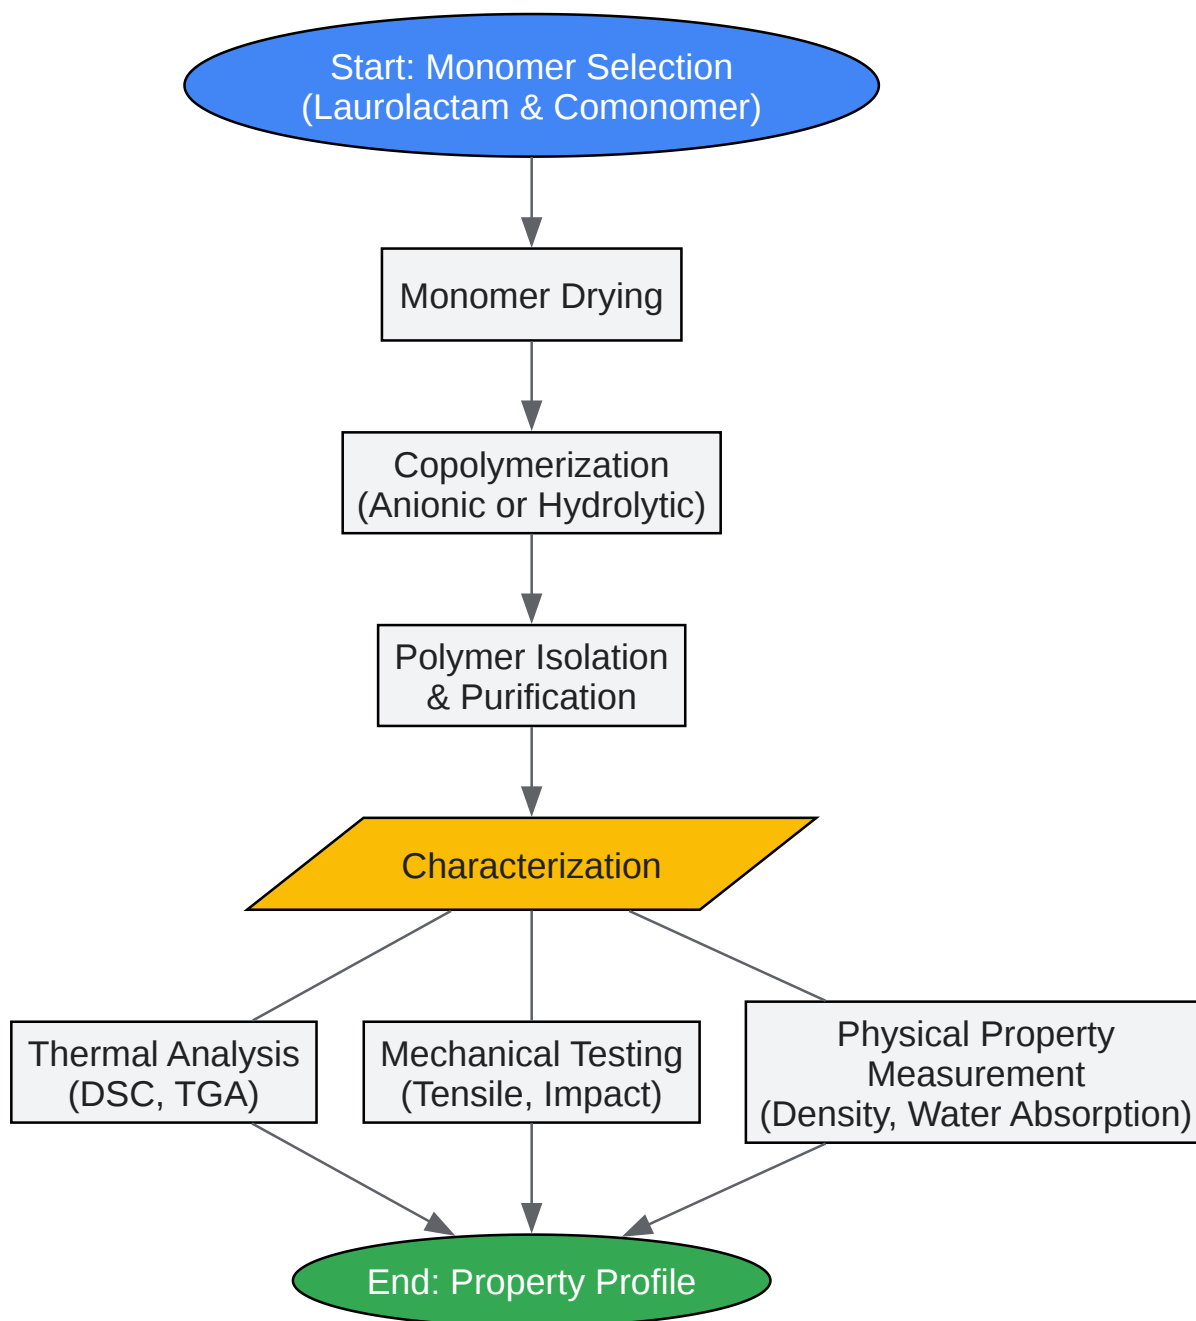 Start: Monomer Selection
(Laurolactam & Comonomer)
Monomer Drying
Copolymerization
(Anionic or Hydrolytic)
Polymer Isolation
& Purification
Characterization
Thermal Analysis
(DSC, TGA)
Mechanical Testing
(Tensile, Impact)
Physical Property
Measurement
(Density, Water Absorption)
End: Property Profile